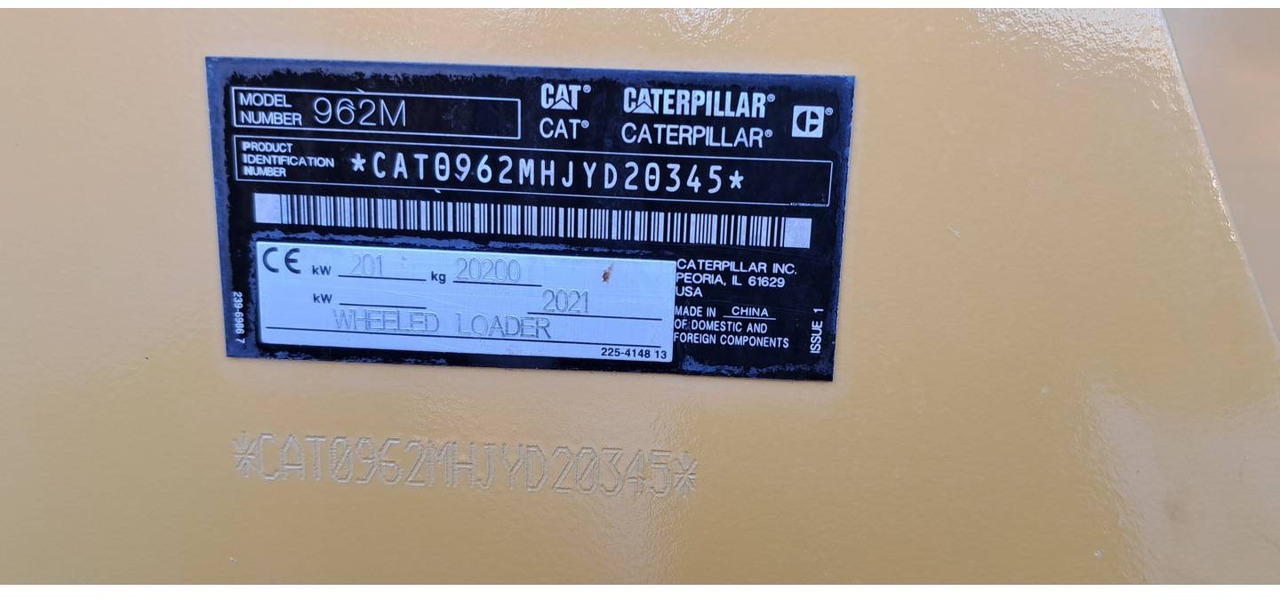 MODEL NUMBER 962M
CAT® CATERPILLAR®
CAT® CATERPILLAR®
PRODUCT IDENTIFICATION NUMBER *CAT0962MHJYD20345*
CE kW 201 kg 20200
kW 2021
WHEELED LOADER
225-4148 13
CATERPILLAR INC.
PEORIA, IL 61629
USA
MADE IN CHINA
OF DOMESTIC AND
FOREIGN COMPONENTS
239-6986 7
ISSUE 1
*CAT0962MHJYD20345*